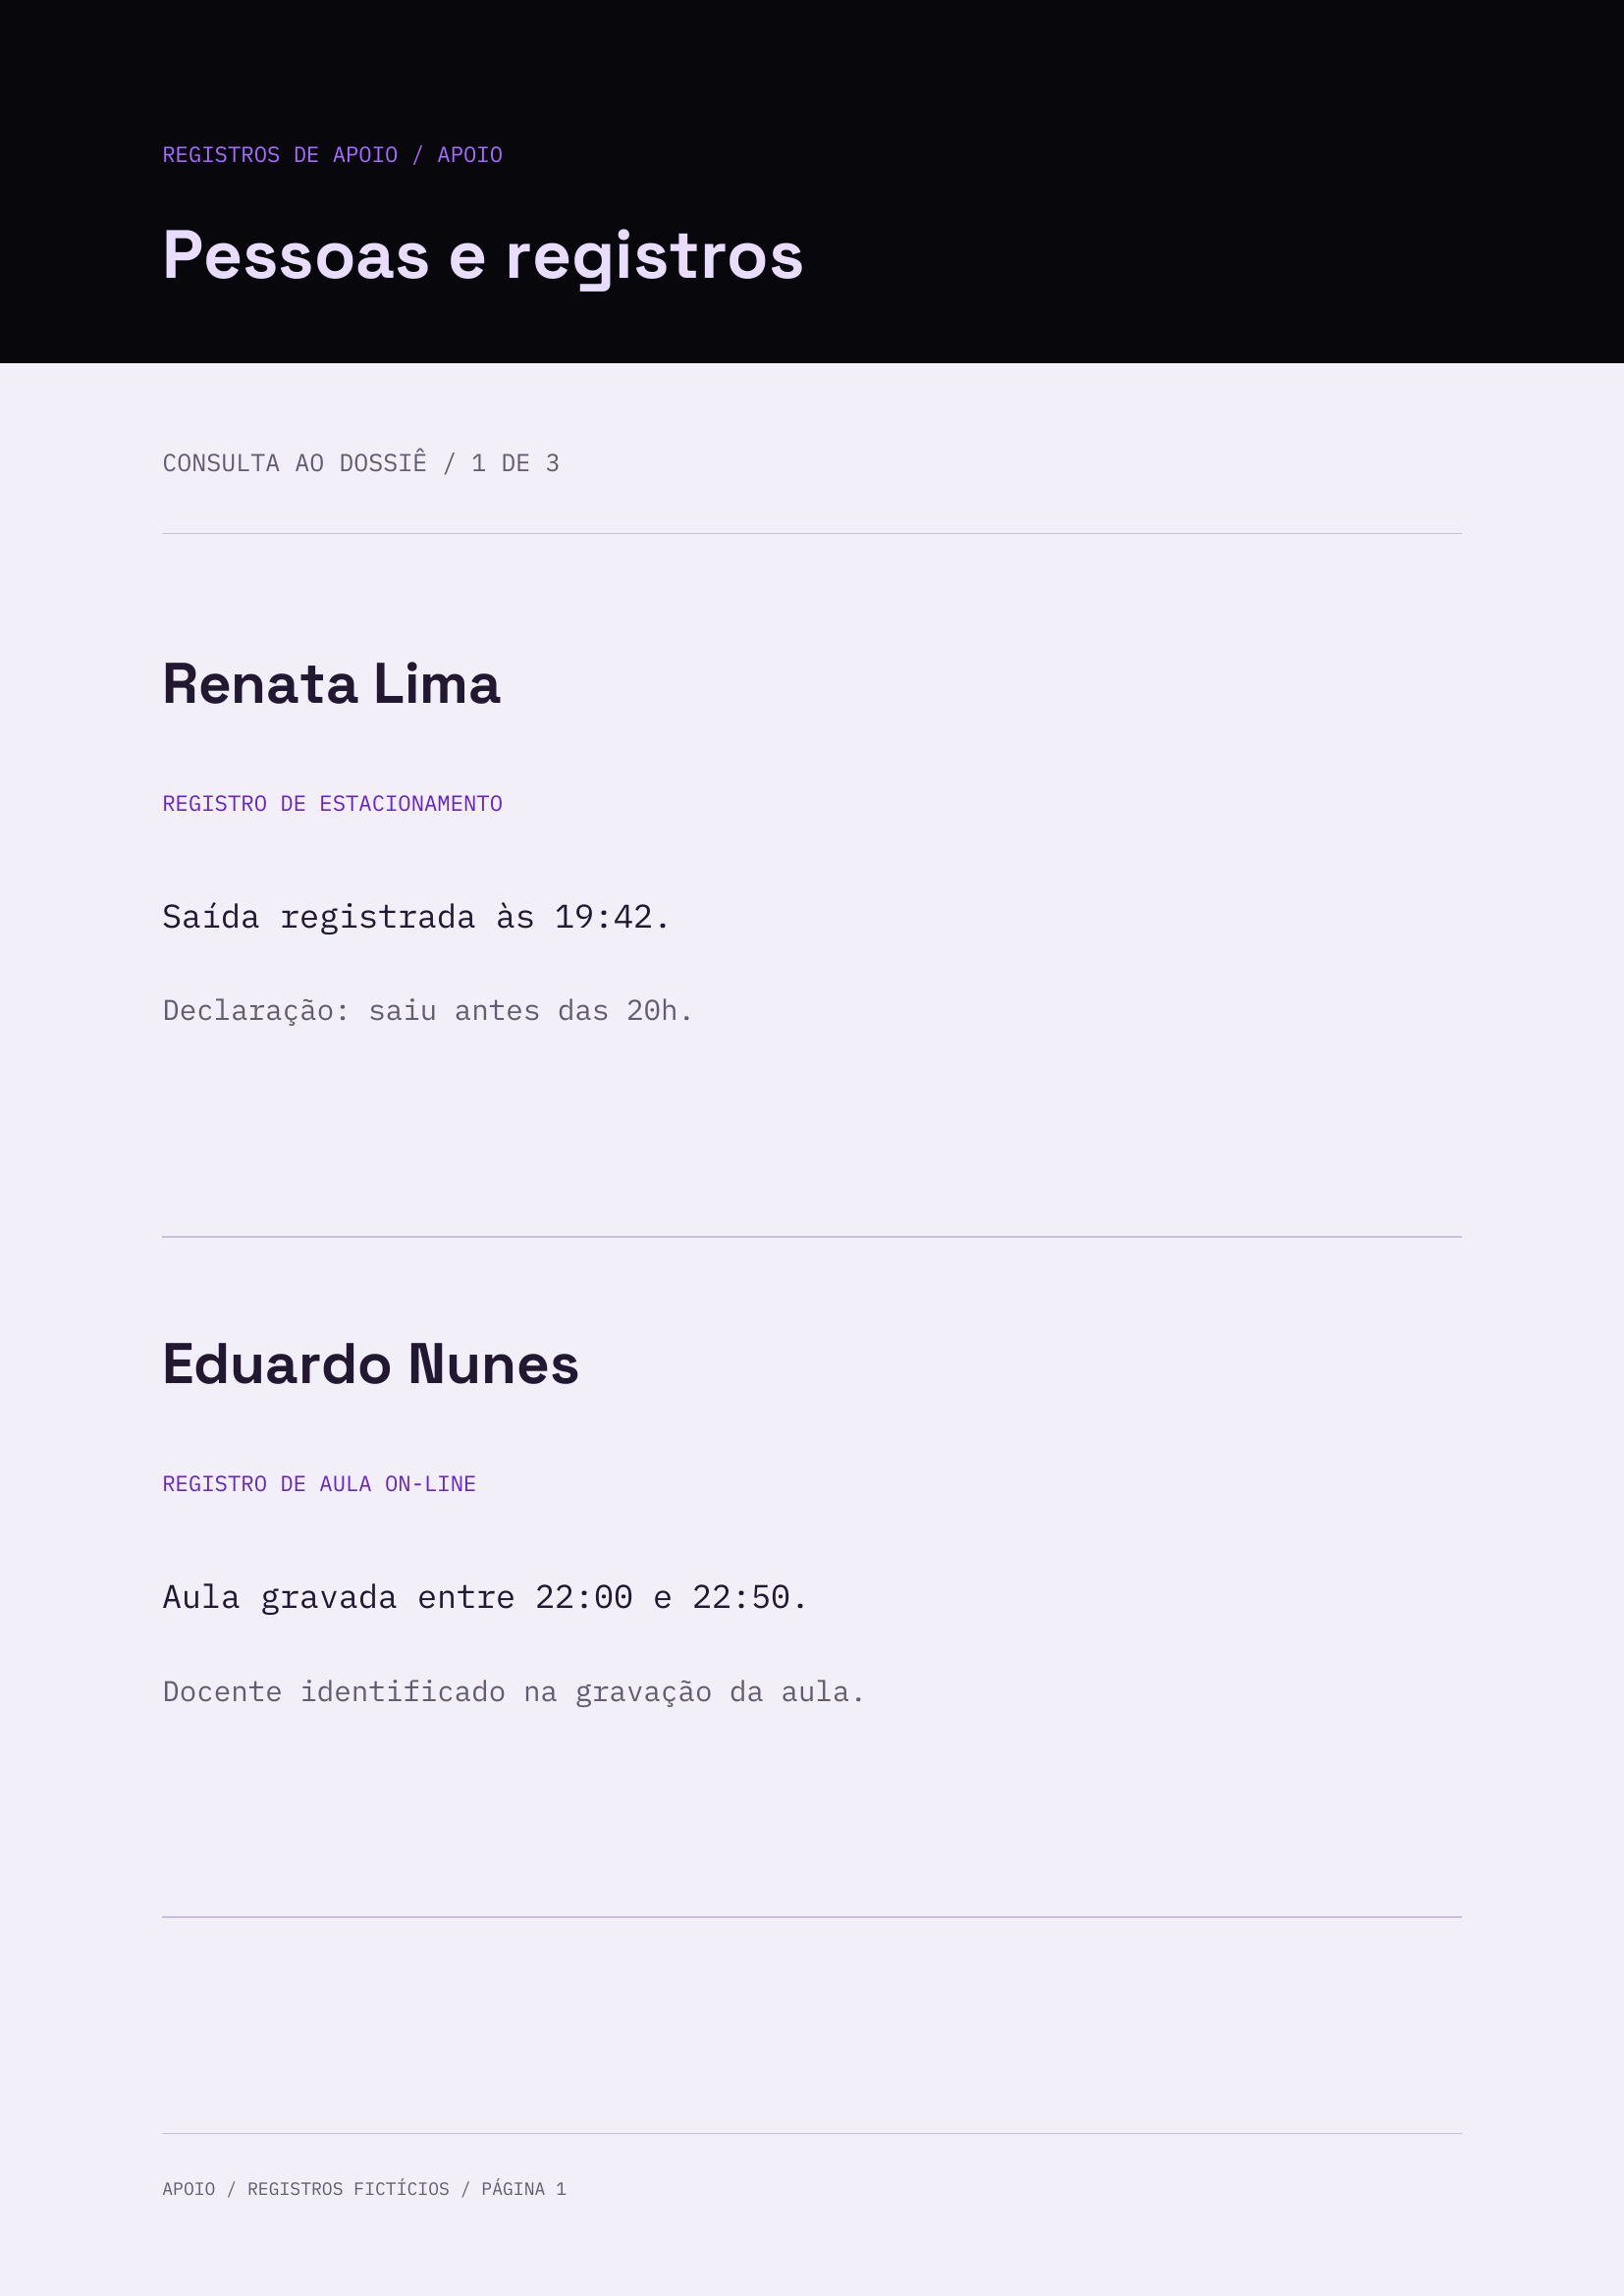 REGISTROS DE APOIO / APOIO
Pessoas e registros
CONSULTA AO DOSSIÊ / 1 DE 3
Renata Lima
REGISTRO DE ESTACIONAMENTO
Saída registrada às 19:42.
Declaração: saiu antes das 20h.
Eduardo Nunes
REGISTRO DE AULA ON-LINE
Aula gravada entre 22:00 e 22:50.
Docente identificado na gravação da aula.
APOIO / REGISTROS FICTÍCIOS / PÁGINA 1